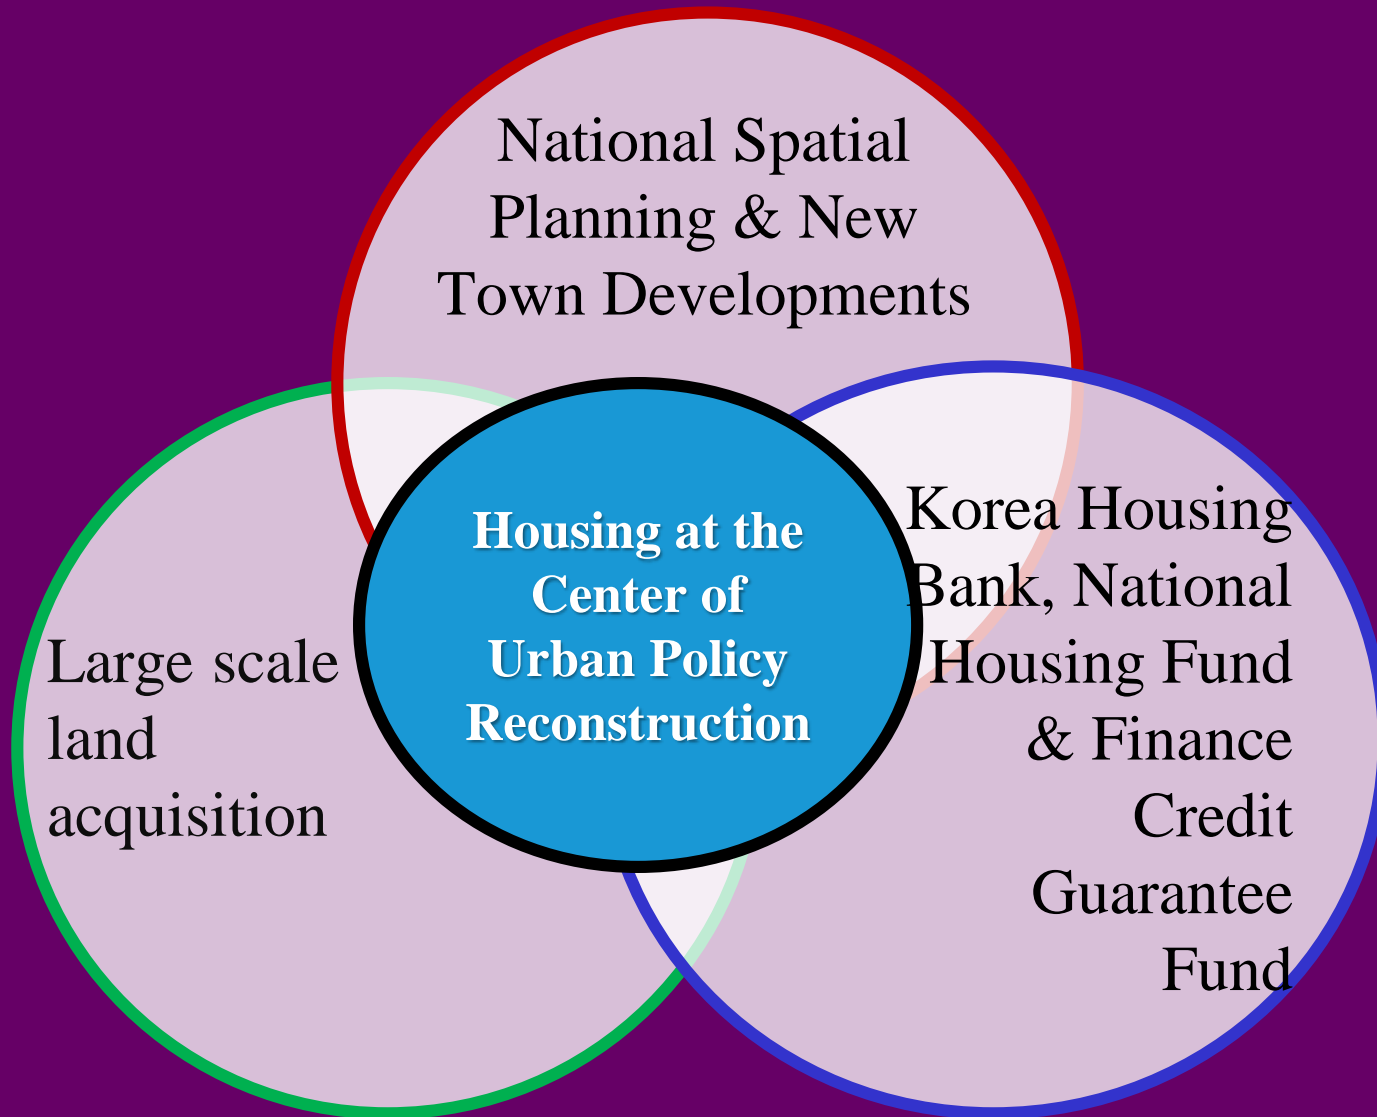 National Spatial
Planning & New
Town Developments
Housing at the
Center of
Urban Policy
Reconstruction
Large scale
land
acquisition
Korea Housing
Bank, National
Housing Fund
& Finance
Credit
Guarantee
Fund